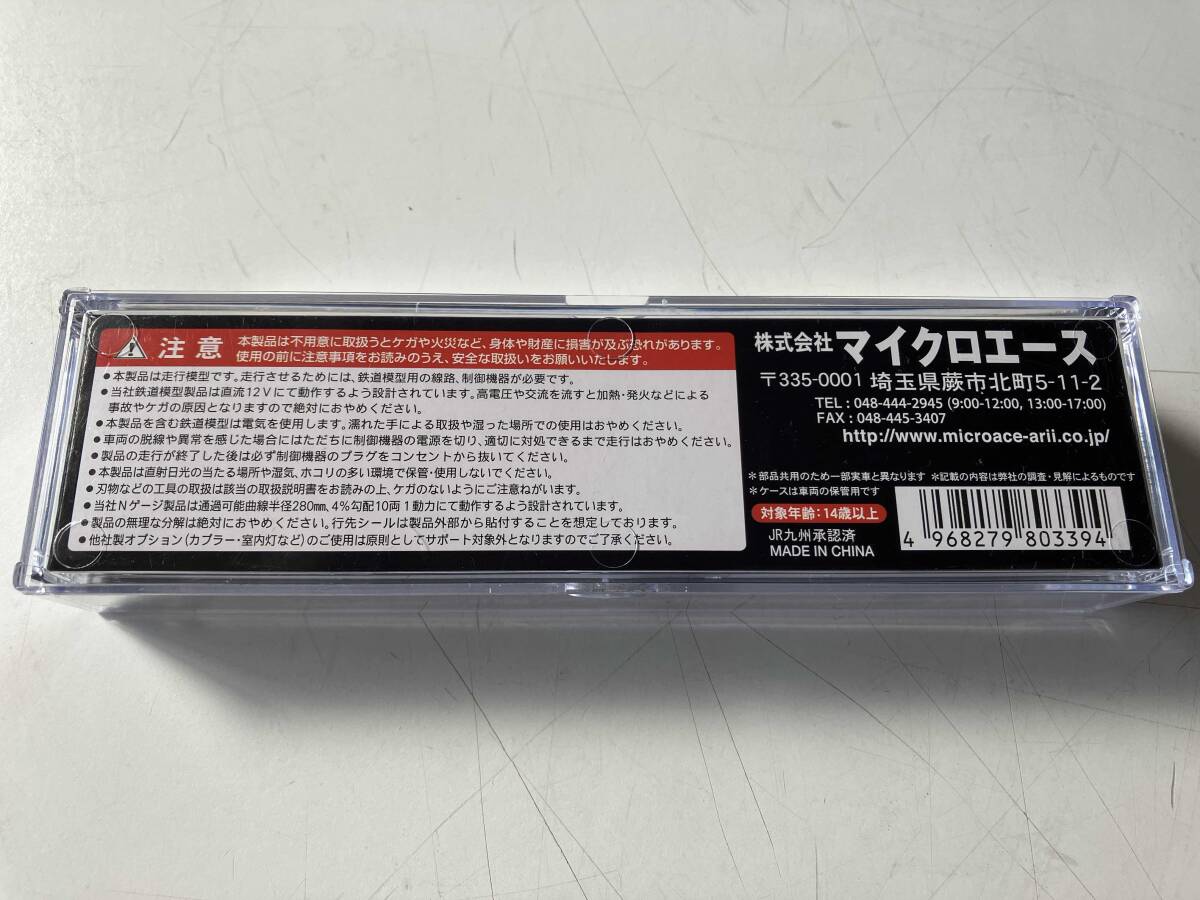 注意
本製品は不用意に取扱うとケガや火災など、身体や財産に損害が及ぶ恐れがあります。
使用の前に注意事項をお読みのうえ、安全な取扱いをお願いいたします。
●本製品は走行模型です。走行させるためには、鉄道模型用の線路、制御機器が必要です。
●当社鉄道模型製品は直流12Vにて動作するよう設計されています。高電圧や交流を流すと加熱・発火などによる
事故やケガの原因となりますので絶対におやめください。
●本製品を含む鉄道模型は電気を使用します。濡れた手による取扱や湿った場所での使用はおやめください。
●車両の脱線や異常を感じた場合にはただちに制御機器の電源を切り、適切に対処できるまで走行はおやめください。
●製品の走行が終了した後は必ず制御機器のプラグをコンセントから抜いてください。
●本製品は直射日光の当たる場所や湿気、ホコリの多い環境で保管・使用しないでください。
●刃物などの工具の取扱は該当の取扱説明書をお読みの上、ケガのないようにご注意ねがいます。
●当社Nゲージ製品は通過可能曲線半径280mm、4%勾配10両1動力にて動作するよう設計されています。
●製品の無理な分解は絶対におやめください。行先シールは製品外部から貼付することを想定しております。
●他社製オプション(カプラー・室内灯など)のご使用は原則としてサポート対象外となりますのでご了承ください。
株式会社マイクロエース
〒335-0001 埼玉県蕨市北町5-11-2
TEL : 048-444-2945 (9:00-12:00, 13:00-17:00)
FAX : 048-445-3407
http://www.microace-arii.co.jp/
*部品共用のため一部実車と異なります *記載の内容は弊社の調査・見解によるものです
*ケースは車両の保管用です
対象年齢:14歳以上
JR九州承認済
MADE IN CHINA
4 968279 803394